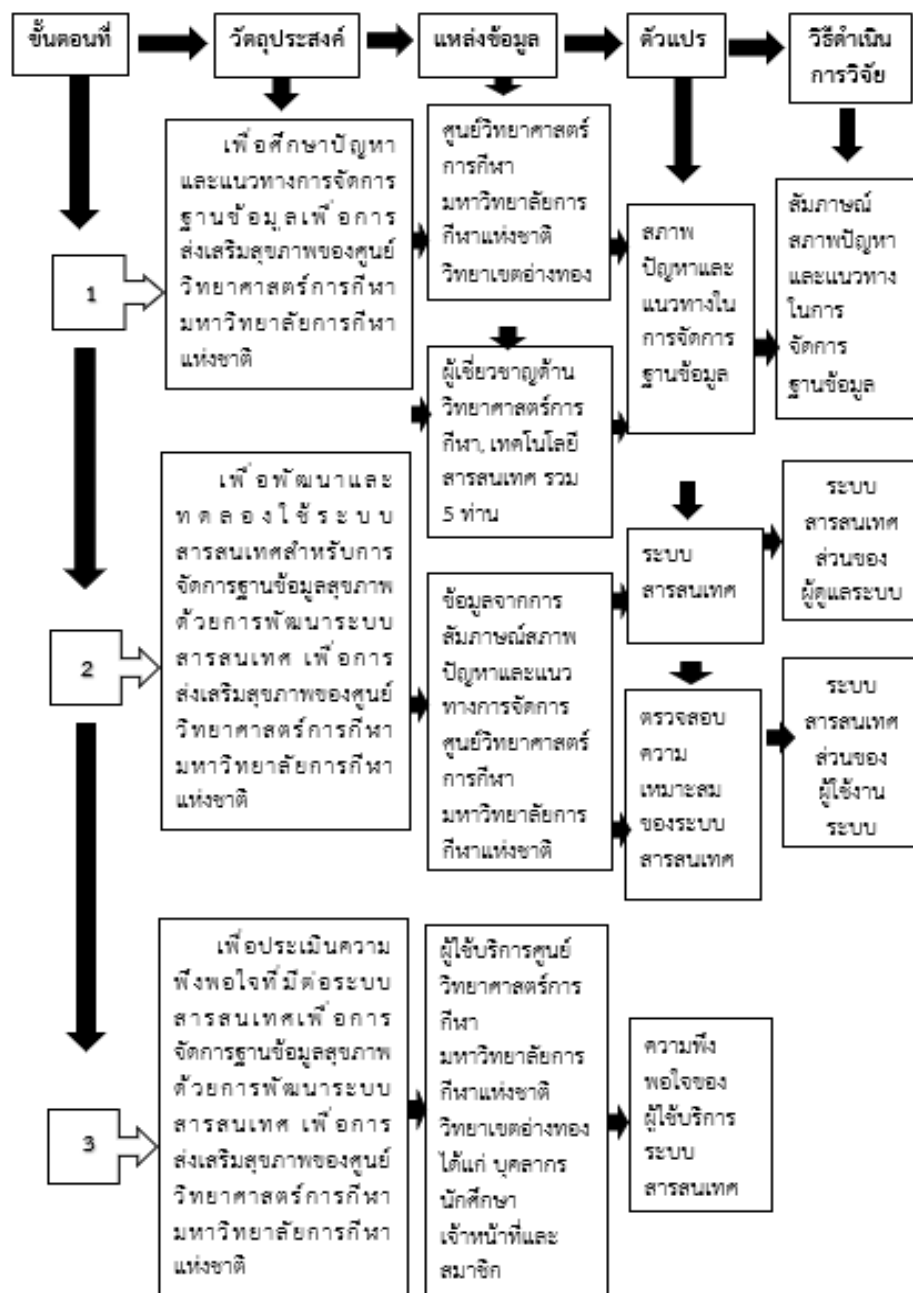 ขั้นตอนที่
วัตถุประสงค์
แหล่งข้อมูล
ตัวแปร
วิธีดำเนิน
การวิจัย
1
เพื่อศึกษาปัญหา
และแนวทางการจัดการ
ฐานข้อมูลเพื่อการ
ส่งเสริมสุขภาพของศูนย์
วิทยาศาสตร์การกีฬา
มหาวิทยาลัยการกีฬา
แห่งชาติ
ศูนย์วิทยาศาสตร์
การกีฬา
มหาวิทยาลัยการ
กีฬาแห่งชาติ
วิทยาเขตอ่างทอง
ผู้เชี่ยวชาญด้าน
วิทยาศาสตร์การ
กีฬา, เทคโนโลยี
สารสนเทศ รวม
5 ท่าน
สภาพ
ปัญหาและ
แนวทางใน
การจัดการ
ฐานข้อมูล
สัมภาษณ์
สภาพปัญหา
และแนวทาง
ในการ
จัดการ
ฐานข้อมูล
2
เพื่อพัฒนาและ
ทดลองใช้ระบบ
สารสนเทศสำหรับการ
จัดการฐานข้อมูลสุขภาพ
ด้วยการพัฒนาระบบ
สารสนเทศ เพื่อการ
ส่งเสริมสุขภาพของศูนย์
วิทยาศาสตร์การกีฬา
มหาวิทยาลัยการกีฬา
แห่งชาติ
ข้อมูลจากการ
สัมภาษณ์สภาพ
ปัญหาและแนว
ทางการจัดการ
ศูนย์วิทยาศาสตร์
การกีฬา
มหาวิทยาลัยการ
กีฬาแห่งชาติ
ระบบ
สารสนเทศ
ตรวจสอบ
ความ
เหมาะสม
ของระบบ
สารสนเทศ
ระบบ
สารสนเทศ
ส่วนของ
ผู้ดูแลระบบ
ระบบ
สารสนเทศ
ส่วนของ
ผู้ใช้งาน
ระบบ
3
เพื่อประเมินความ
พึงพอใจที่มีต่อระบบ
สารสนเทศเพื่อการ
จัดการฐานข้อมูลสุขภาพ
ด้วยการพัฒนาระบบ
สารสนเทศ เพื่อการ
ส่งเสริมสุขภาพของศูนย์
วิทยาศาสตร์การกีฬา
มหาวิทยาลัยการกีฬา
แห่งชาติ
ผู้ใช้บริการศูนย์
วิทยาศาสตร์การ
กีฬา
มหาวิทยาลัยการ
กีฬาแห่งชาติ
วิทยาเขตอ่างทอง
ได้แก่ บุคลากร
นักศึกษา
เจ้าหน้าที่และ
สมาชิก
ความพึง
พอใจของ
ผู้ใช้บริการ
ระบบ
สารสนเทศ